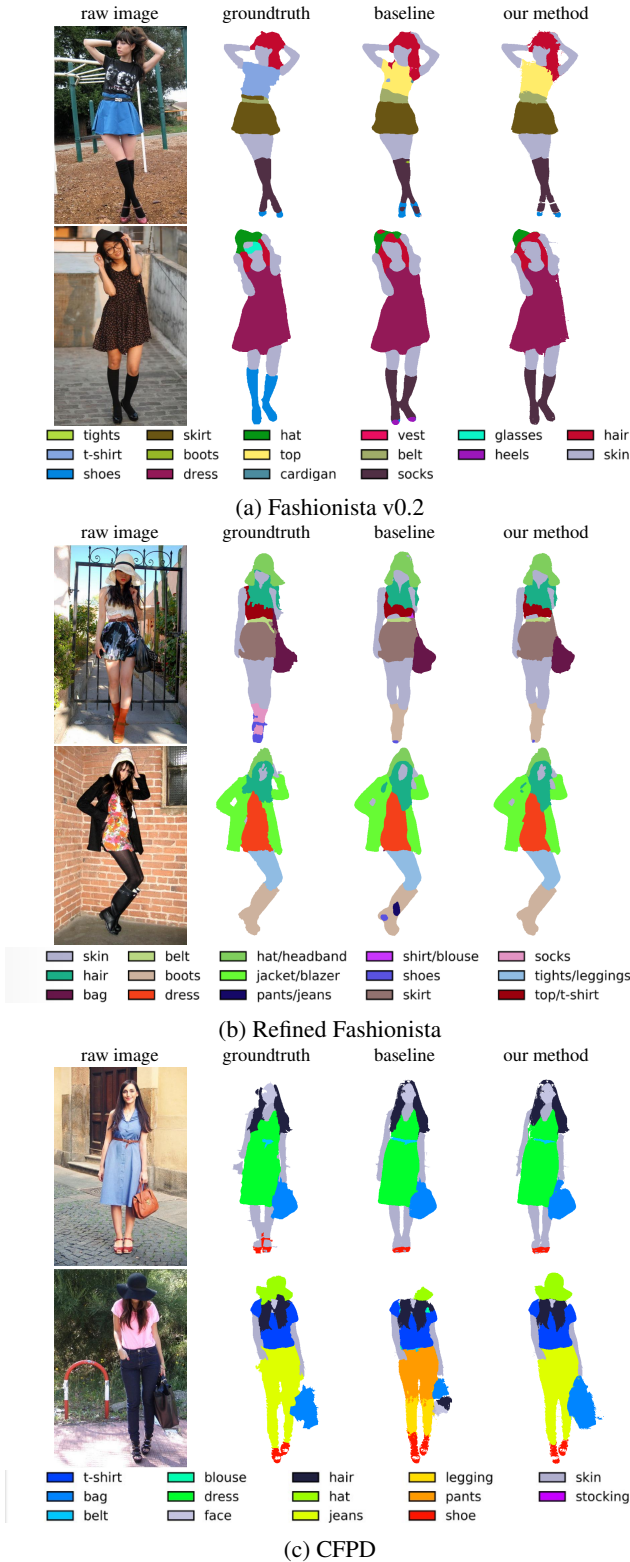 raw image groundtruth baseline our method
tights skirt hat vest glasses hair
t-shirt boots top belt heels skin
shoes dress cardigan socks
(a) Fashionista v0.2
raw image groundtruth baseline our method
skin belt hat/headband shirt/blouse socks
hair boots jacket/blazer shoes tights/leggings
bag dress pants/jeans skirt top/t-shirt
(b) Refined Fashionista
raw image groundtruth baseline our method
t-shirt blouse hair legging skin
bag dress hat pants stocking
belt face jeans shoe
(c) CFPD